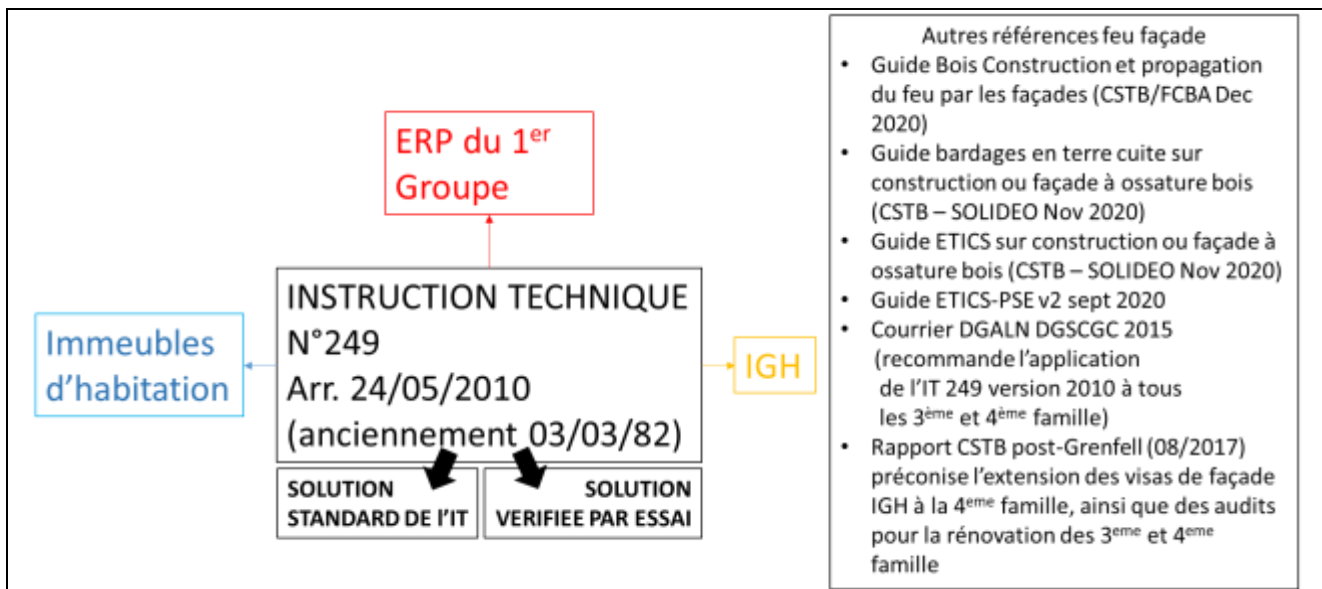 ERP du 1er
Groupe
Immeubles
d’habitation
INSTRUCTION TECHNIQUE
N°249
Arr. 24/05/2010
(anciennement 03/03/82)
IGH
SOLUTION
STANDARD DE l’IT
SOLUTION
VERIFIEE PAR ESSAI
Autres références feu façade
• Guide Bois Construction et propagation
du feu par les façades (CSTB/FCBA Dec
2020)
• Guide bardages en terre cuite sur
construction ou façade à ossature bois
(CSTB – SOLIDEO Nov 2020)
• Guide ETICS sur construction ou façade à
ossature bois (CSTB – SOLIDEO Nov 2020)
• Guide ETICS-PSE v2 sept 2020
• Courrier DGALN DGSCGC 2015
(recommande l’application
de l’IT 249 version 2010 à tous
les 3ème et 4ème famille)
• Rapport CSTB post-Grenfell (08/2017)
préconise l’extension des visas de façade
IGH à la 4eme famille, ainsi que des audits
pour la rénovation des 3eme et 4eme
famille